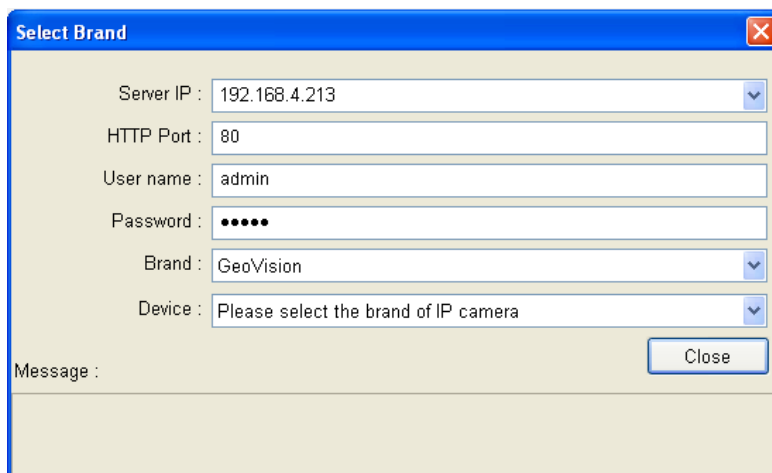 Select Brand
Server IP : 192.168.4.213
HTTP Port : 80
User name : admin
Password : •••••
Brand : GeoVision
Device : Please select the brand of IP camera
Close
Message :